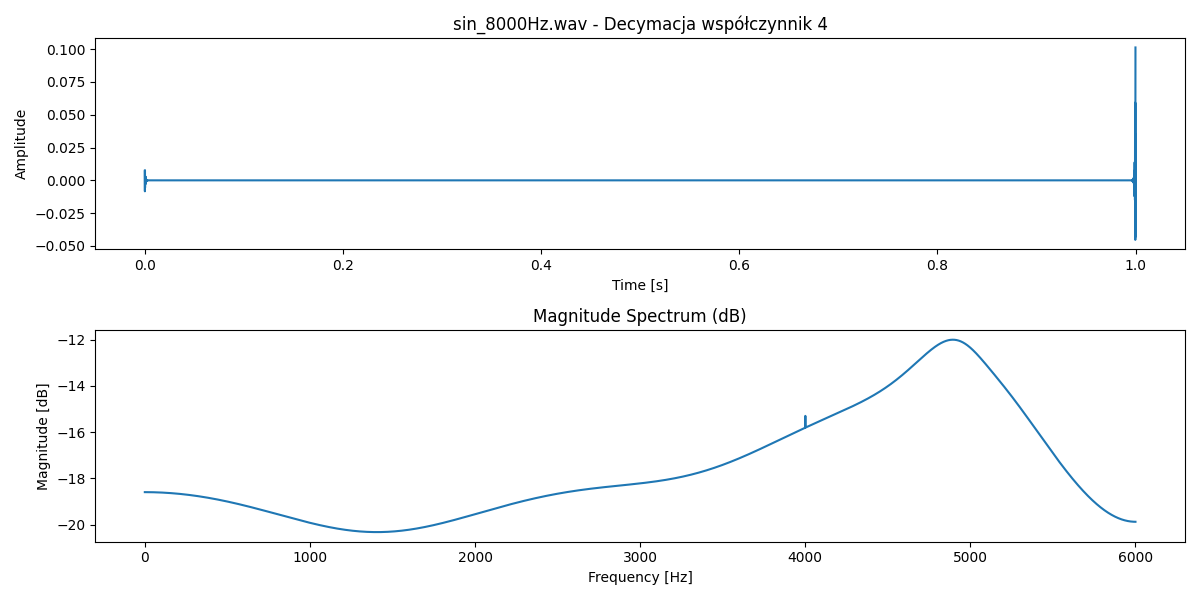 sin_8000Hz.wav - Decymacja współczynnik 4
0.100
0.075
0.050
0.025
0.000
−0.025
−0.050
Amplitude
0.0 0.2 0.4 0.6 0.8 1.0
Time [s]
Magnitude Spectrum (dB)
−12
−14
−16
−18
−20
Magnitude [dB]
0 1000 2000 3000 4000 5000 6000
Frequency [Hz]